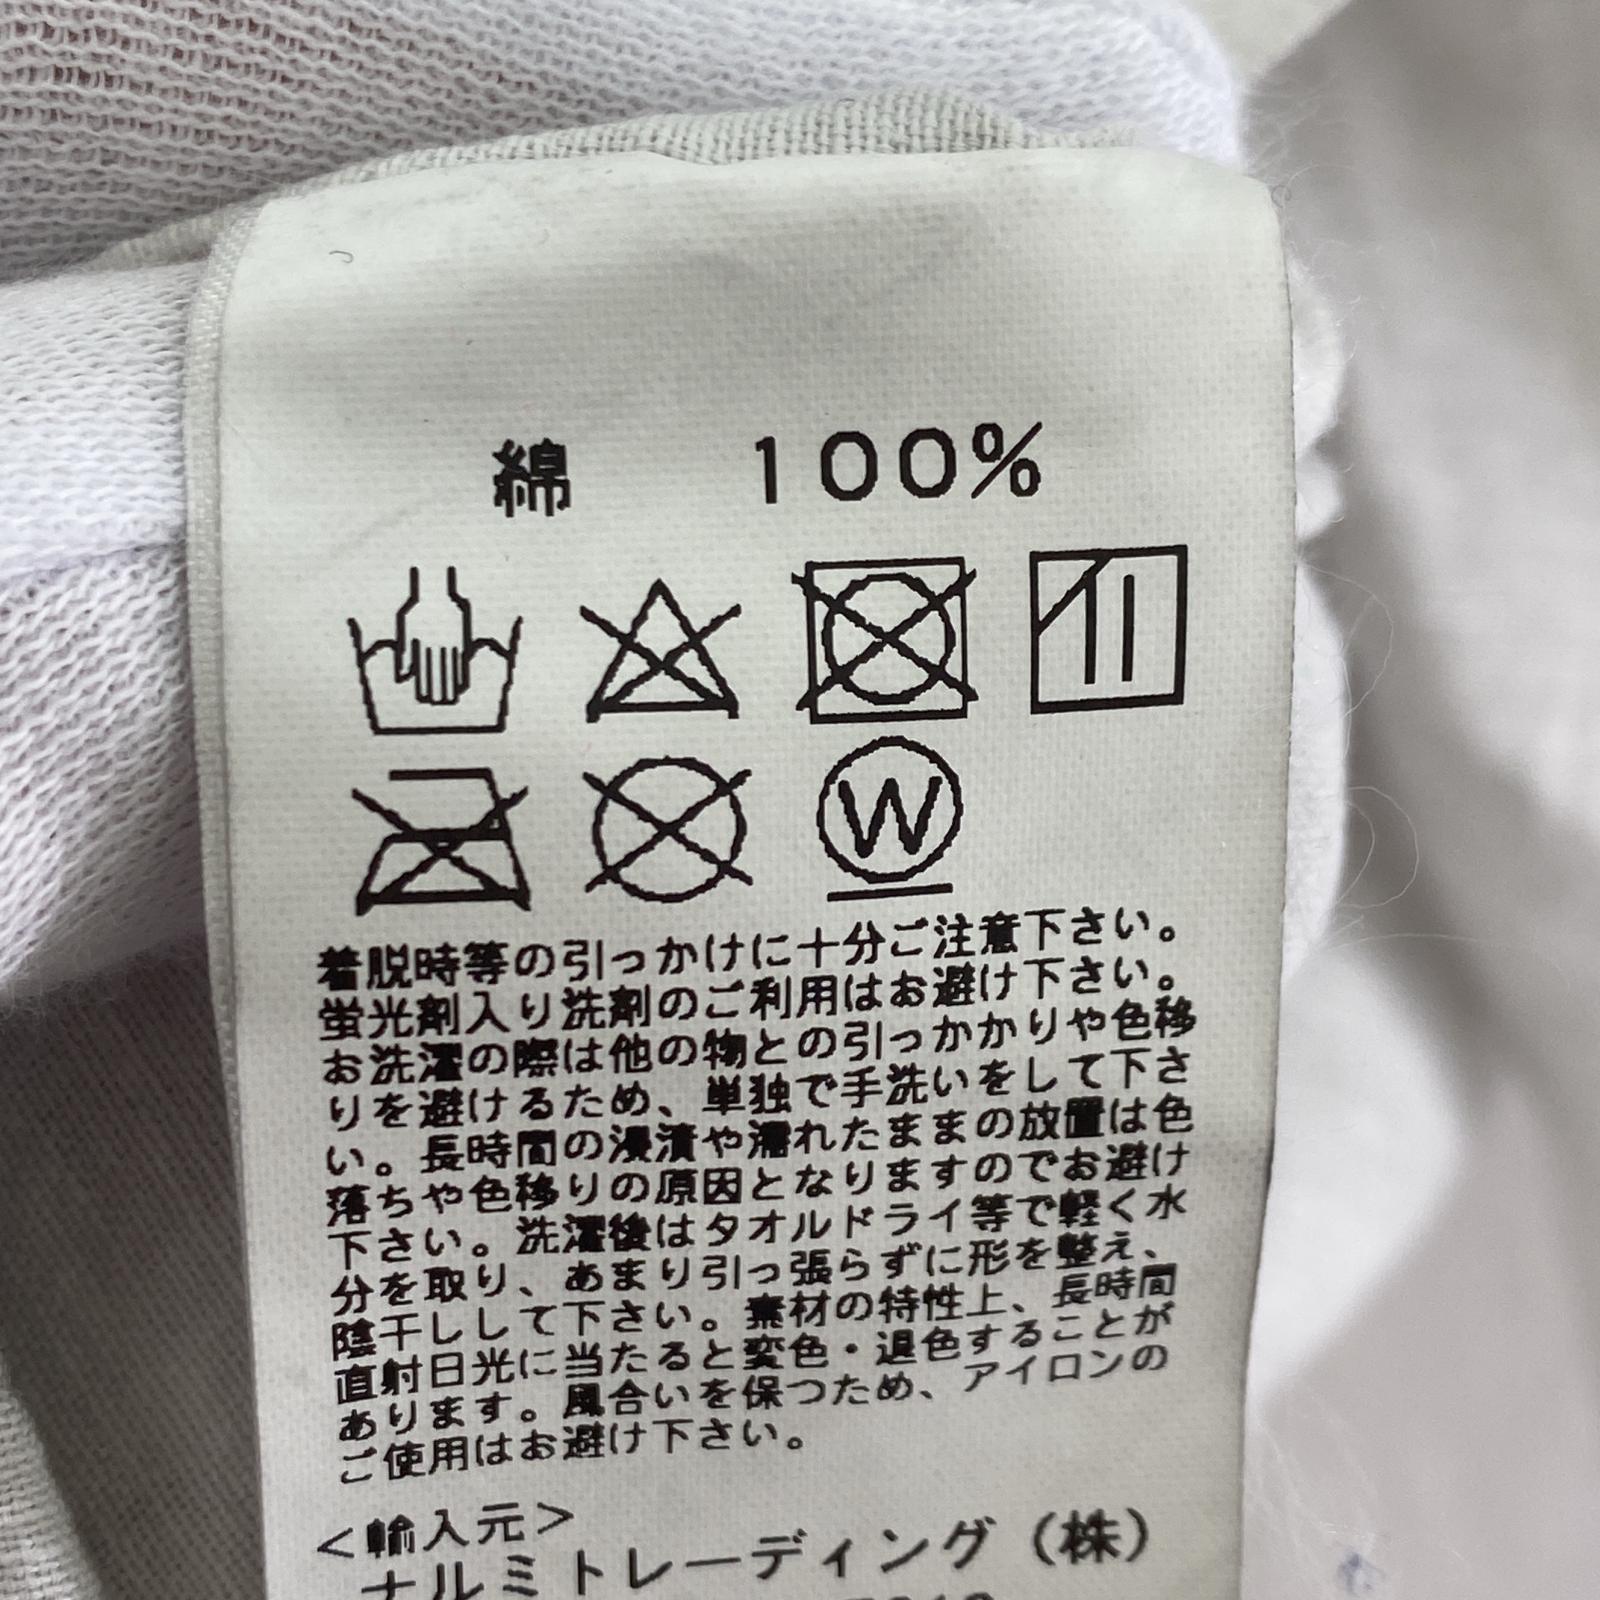 綿 100%
W
着脱時等の引っかけに十分ご注意下さい。
蛍光剤入り洗剤のご利用はお避け下さい。
お洗濯の際は他の物との引っかかりや色移
りを避けるため、単独で手洗いをして下さ
い。長時間の浸漬や濡れたままの放置は色
落ちや色移りの原因となりますのでお避け
下さい。洗濯後はタオルドライ等で軽く水
分を取り、あまり引っ張らずに形を整え、
陰干しして下さい。素材の特性上、長時間
直射日光に当たると変色・退色することが
あります。風合いを保つため、アイロンの
ご使用はお避け下さい。
<輸入元>
ナルミトレーディング(株)